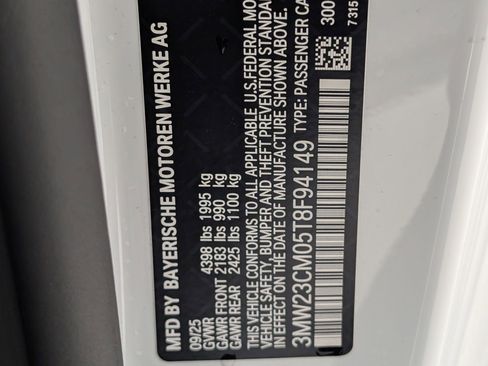 MFD BY BAYERISCHE MOTOREN WERKE AG
09/25
GVWR 4398 lbs 1995 kg
GAWR FRONT 2183 lbs 990 kg
GAWR REAR 2425 lbs 1100 kg
THIS VEHICLE CONFORMS TO ALL APPLICABLE U.S. FEDERAL MO
VEHICLE SAFETY, BUMPER AND THEFT PREVENTION STANDAR
IN EFFECT ON THE DATE OF MANUFACTURE SHOWN ABOVE.
3MW23CM05T8F94149 TYPE: PASSENGER CA
300
7315